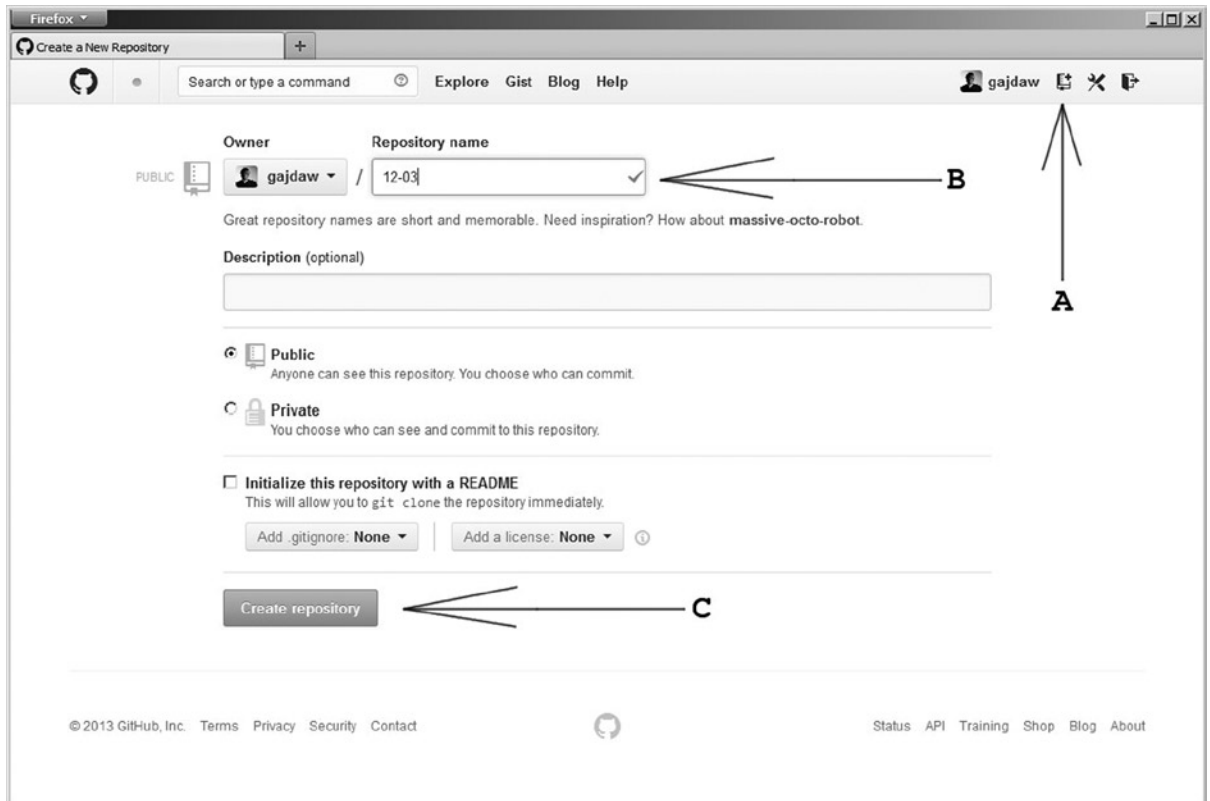 Firefox
Create a New Repository
+
Search or type a command
Explore Gist Blog Help
gajdaw
Owner
Repository name
PUBLIC
gajdaw / 12-03
B
Great repository names are short and memorable. Need inspiration? How about massive-octo-robot.
A
Description (optional)
Public
Anyone can see this repository. You choose who can commit.
Private
You choose who can see and commit to this repository.
Initialize this repository with a README
This will allow you to git clone the repository immediately.
Add .gitignore: None
Add a license: None
Create repository
C
© 2013 GitHub, Inc. Terms Privacy Security Contact
Status API Training Shop Blog About